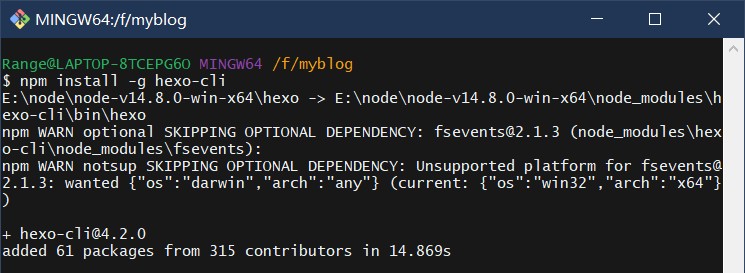 MINGW64:/f/myblog
Range@LAPTOP-8TCEPG6O MINGW64 /f/myblog
$ npm install -g hexo-cli
E:\node\node-v14.8.0-win-x64\hexo -> E:\node\node-v14.8.0-win-x64\node_modules\h
exo-cli\bin\hexo
npm WARN optional SKIPPING OPTIONAL DEPENDENCY: fsevents@2.1.3 (node_modules\hex
o-cli\node_modules\fsevents):
npm WARN notsup SKIPPING OPTIONAL DEPENDENCY: Unsupported platform for fsevents@
2.1.3: wanted {"os":"darwin","arch":"any"} (current: {"os":"win32","arch":"x64"}
)
+ hexo-cli@4.2.0
added 61 packages from 315 contributors in 14.869s